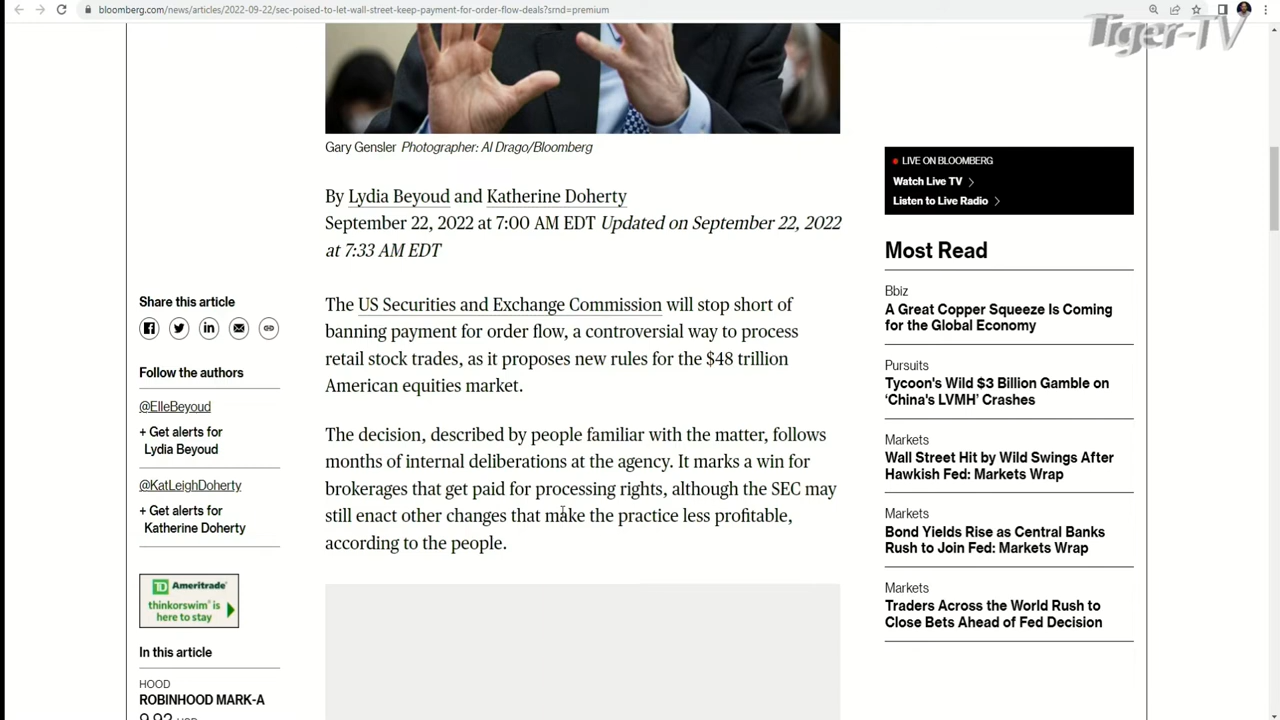 bloomberg.com/news/articles/2022-09-22/sec-poised-to-let-wall-street-keep-payment-for-order-flow-deals?srnd=premium
Tiger-TV
Gary Gensler Photographer: Al Drago/Bloomberg
By Lydia Beyoud and Katherine Doherty
September 22, 2022 at 7:00 AM EDT Updated on September 22, 2022
at 7:33 AM EDT
Share this article
Follow the authors
@ElleBeyoud
+ Get alerts for
Lydia Beyoud
@KatLeighDoherty
+ Get alerts for
Katherine Doherty
TD Ameritrade
thinkorswim® is
here to stay
In this article
HOOD
ROBINHOOD MARK-A
9.92 USD
The US Securities and Exchange Commission will stop short of
banning payment for order flow, a controversial way to process
retail stock trades, as it proposes new rules for the $48 trillion
American equities market.
The decision, described by people familiar with the matter, follows
months of internal deliberations at the agency. It marks a win for
brokerages that get paid for processing rights, although the SEC may
still enact other changes that make the practice less profitable,
according to the people.
LIVE ON BLOOMBERG
Watch Live TV
Listen to Live Radio
Most Read
Bbiz
A Great Copper Squeeze Is Coming
for the Global Economy
Pursuits
Tycoon's Wild $3 Billion Gamble on
‘China's LVMH’ Crashes
Markets
Wall Street Hit by Wild Swings After
Hawkish Fed: Markets Wrap
Markets
Bond Yields Rise as Central Banks
Rush to Join Fed: Markets Wrap
Markets
Traders Across the World Rush to
Close Bets Ahead of Fed Decision